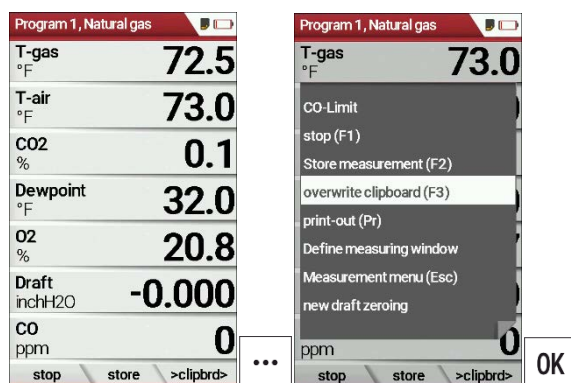 Program 1, Natural gas
T-gas
°F
72.5
T-air
°F
73.0
CO2
%
0.1
Dewpoint
°F
32.0
O2
%
20.8
Draft
inchH2O
-0.000
CO
ppm
0
stop store >clipbrd>
...
Program 1, Natural gas
T-gas
°F
73.0
CO-Limit
stop (F1)
Store measurement (F2)
overwrite clipboard (F3)
print-out (Pr)
Define measuring window
Measurement menu (Esc)
new draft zeroing
ppm
0
stop store >clipbrd>
OK